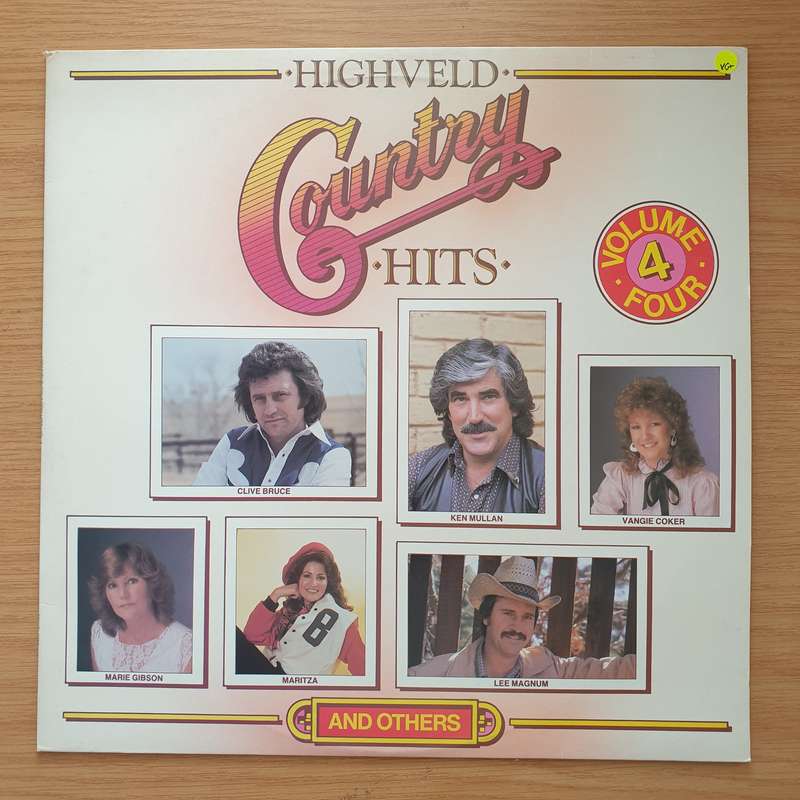 VG+
·HIGHVELD·
Country
·HITS·
VOLUME
4
·FOUR·
CLIVE BRUCE
KEN MULLAN
VANGIE COKER
B
MARIE GIBSON
MARITZA
LEE MAGNUM
AND OTHERS